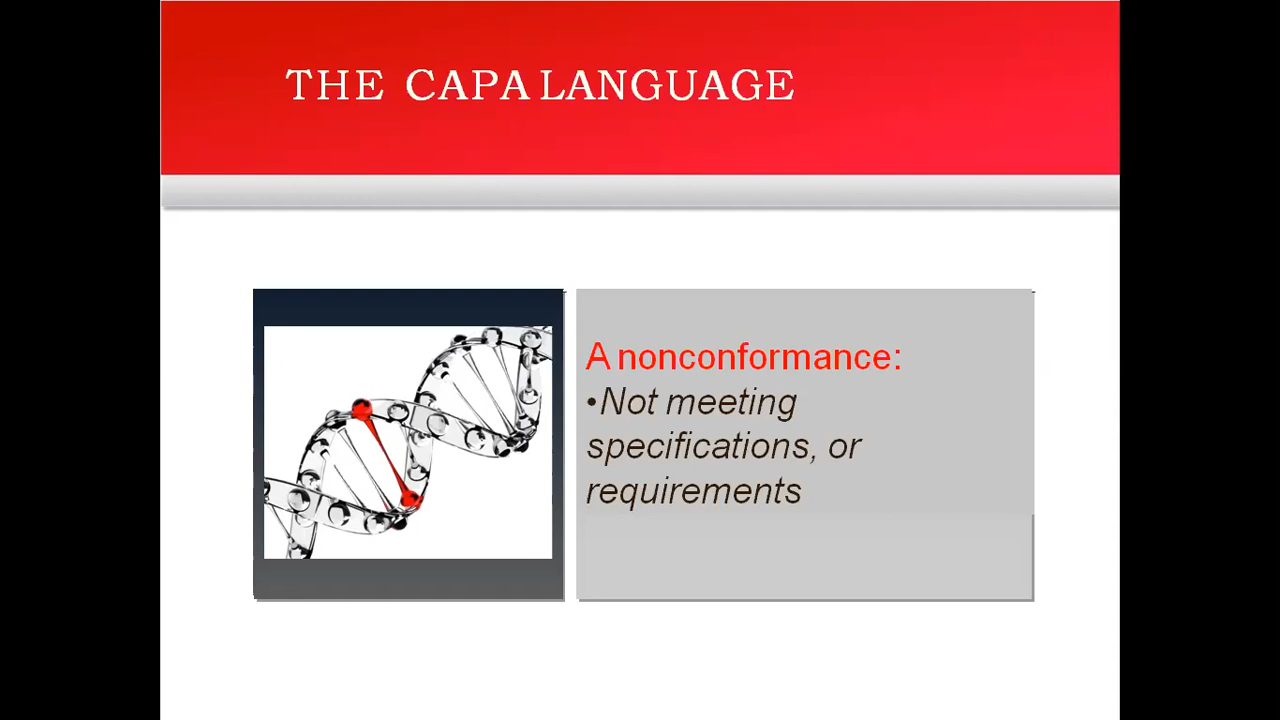 THE CAPA LANGUAGE
A nonconformance:
•Not meeting
specifications, or
requirements